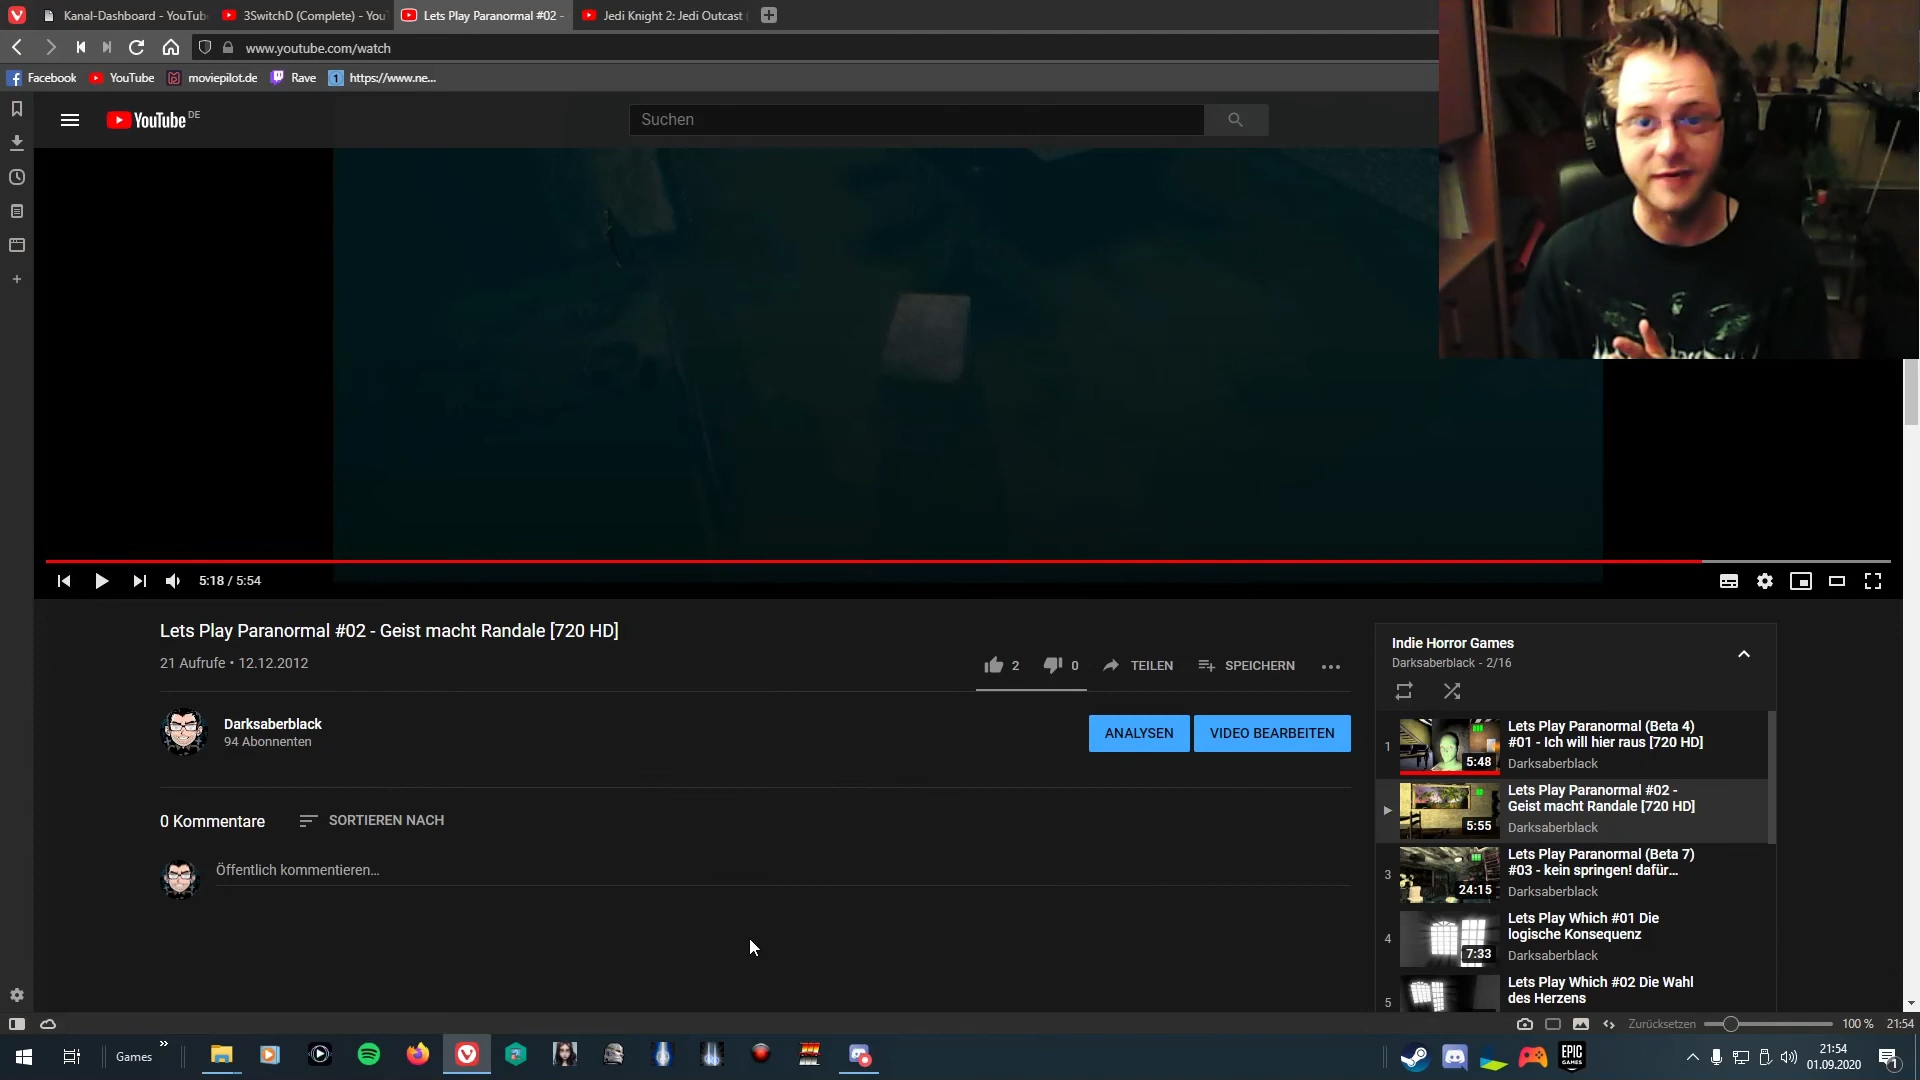 Kanal-Dashboard - YouTub
3SwitchD (Complete) - You
Lets Play Paranormal #02 -
Jedi Knight 2: Jedi Outcast
www.youtube.com/watch
Facebook
YouTube
moviepilot.de
Rave
1
https://www.ne...
YouTube DE
Suchen
5:18 / 5:54
Lets Play Paranormal #02 - Geist macht Randale [720 HD]
21 Aufrufe • 12.12.2012
2
0
TEILEN
SPEICHERN
Darksaberblack
94 Abonnenten
ANALYSEN
VIDEO BEARBEITEN
0 Kommentare
SORTIEREN NACH
Öffentlich kommentieren...
Indie Horror Games
Darksaberblack - 2/16
1
5:48
Lets Play Paranormal (Beta 4)
#01 - Ich will hier raus [720 HD]
Darksaberblack
5:55
Lets Play Paranormal #02 -
Geist macht Randale [720 HD]
Darksaberblack
3
24:15
Lets Play Paranormal (Beta 7)
#03 - kein springen! dafür...
Darksaberblack
4
7:33
Lets Play Which #01 Die
logische Konsequenz
Darksaberblack
5
Lets Play Which #02 Die Wahl
des Herzens
Zurücksetzen
100 %
21:54
Games
EPIC
GAMES
21:54
01.09.2020
1